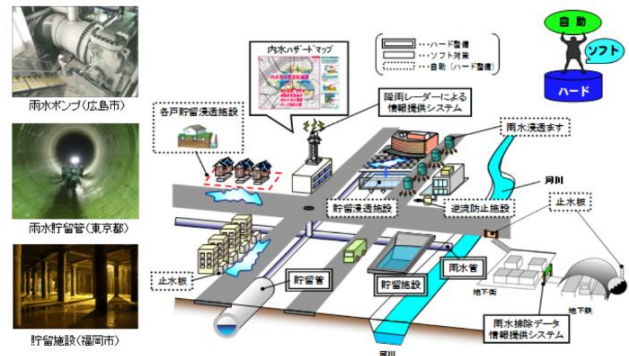 雨水ポンプ(広島市)
雨水貯留管(東京都)
貯留施設(福岡市)
内水ハザードマップ
・・・ハード整備
・・・ソフト対策
・・・自助(ハード整備)
自助
ソフト
ハード
各戸貯留浸透施設
降雨レーダーによる
情報提供システム
雨水浸透ます
河川
貯留浸透施設
逆流防止施設
止水板
止水板
貯留管
貯留施設
雨水管
地下街
地下鉄
雨水排除データ
情報提供システム
河川